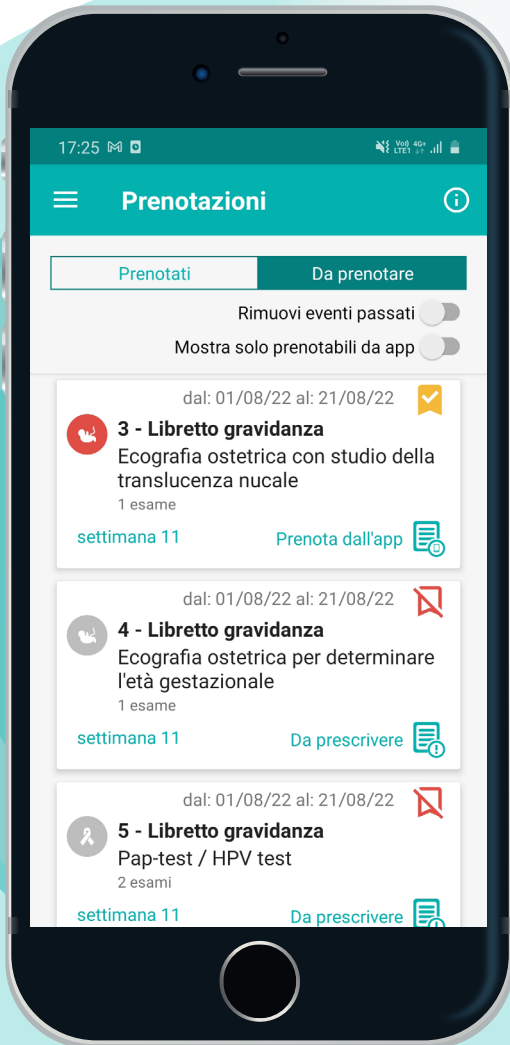 17:25
Vo)) 4G+
LTE1
Prenotazioni
Prenotati
Da prenotare
Rimuovi eventi passati
Mostra solo prenotabili da app
dal: 01/08/22 al: 21/08/22
3 - Libretto gravidanza
Ecografia ostetrica con studio della
translucenza nucale
1 esame
settimana 11
Prenota dall'app
dal: 01/08/22 al: 21/08/22
4 - Libretto gravidanza
Ecografia ostetrica per determinare
l'età gestazionale
1 esame
settimana 11
Da prescrivere
dal: 01/08/22 al: 21/08/22
5 - Libretto gravidanza
Pap-test / HPV test
2 esami
settimana 11
Da prescrivere